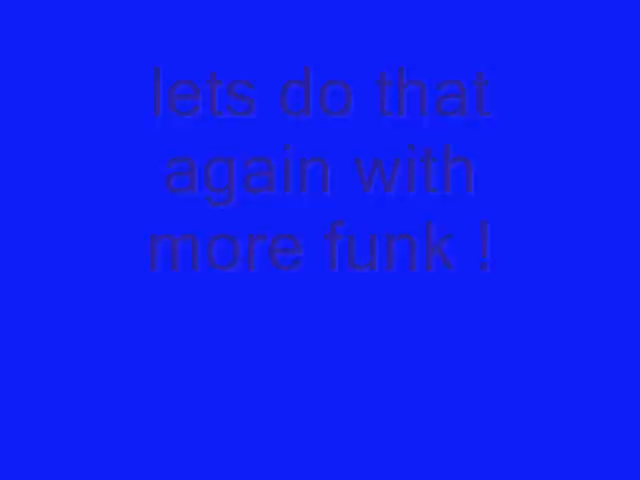 lets do that
again with
more funk !